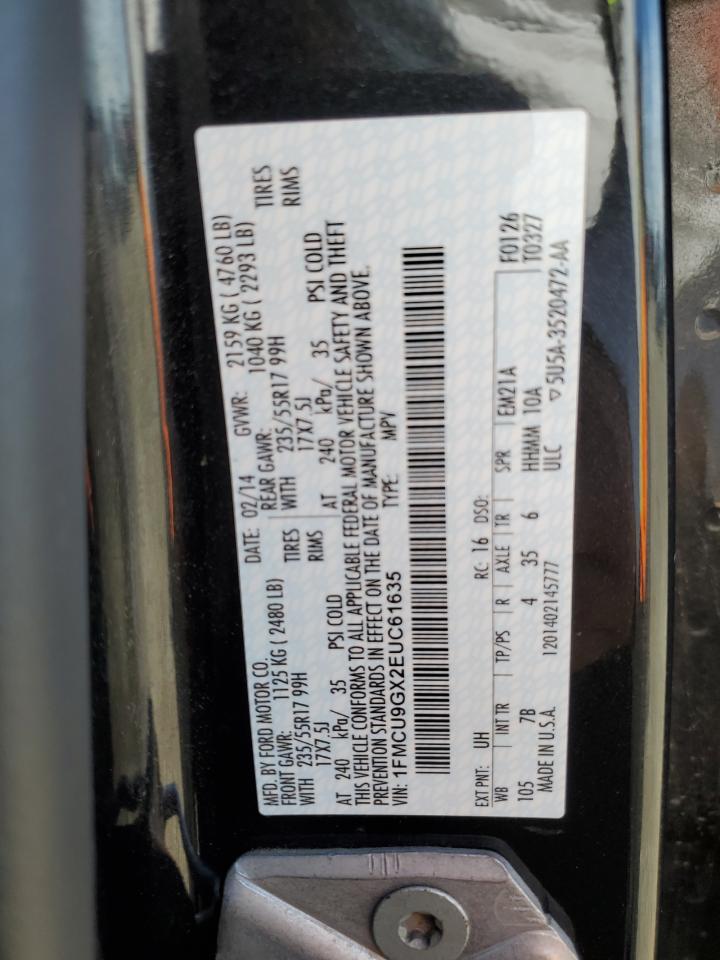 MFD. BY FORD MOTOR CO. DATE: 02/14 GVWR: 2159 KG ( 4760 LB)
FRONT GAWR: 1125 KG ( 2480 LB) REAR GAWR: 1040 KG ( 2293 LB)
WITH 235/55R17 99H TIRES WITH 235/55R17 99H TIRES
17X7.5J RIMS 17X7.5J RIMS
AT 240 kPa/ 35 PSI COLD AT 240 kPa/ 35 PSI COLD
THIS VEHICLE CONFORMS TO ALL APPLICABLE FEDERAL MOTOR VEHICLE SAFETY AND THEFT
PREVENTION STANDARDS IN EFFECT ON THE DATE OF MANUFACTURE SHOWN ABOVE.
VIN: 1FMCU9GX2EUC61635 TYPE: MPV
EXT PNT: UH RC: 16 DSO: F0126
WB INT TR TP/PS R AXLE TR SPR EM21A T0327
105 7B 4 35 6 HHMM 10A
MADE IN U.S.A. 1201402145777 ULC ▽5U5A-3520472-AA